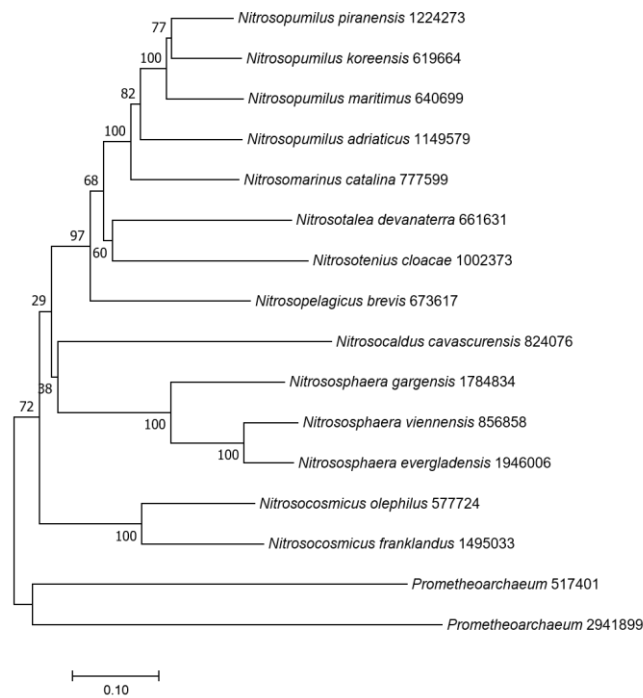 Nitrosopumilus piranensis 1224273
77
Nitrosopumilus koreensis 619664
100
Nitrosopumilus maritimus 640699
82
Nitrosopumilus adriaticus 1149579
100
Nitrosomarinus catalina 777599
68
Nitrosotalea devanaterra 661631
97
60
Nitrosotenius cloacae 1002373
Nitrosopelagicus brevis 673617
29
Nitrosocaldus cavascurensis 824076
38
Nitrososphaera gargensis 1784834
72
100
Nitrososphaera viennensis 856858
100
Nitrososphaera evergladensis 1946006
Nitrosocosmicus olephilus 577724
100
Nitrosocosmicus franklandus 1495033
Prometheoarchaeum 517401
Prometheoarchaeum 2941899
0.10